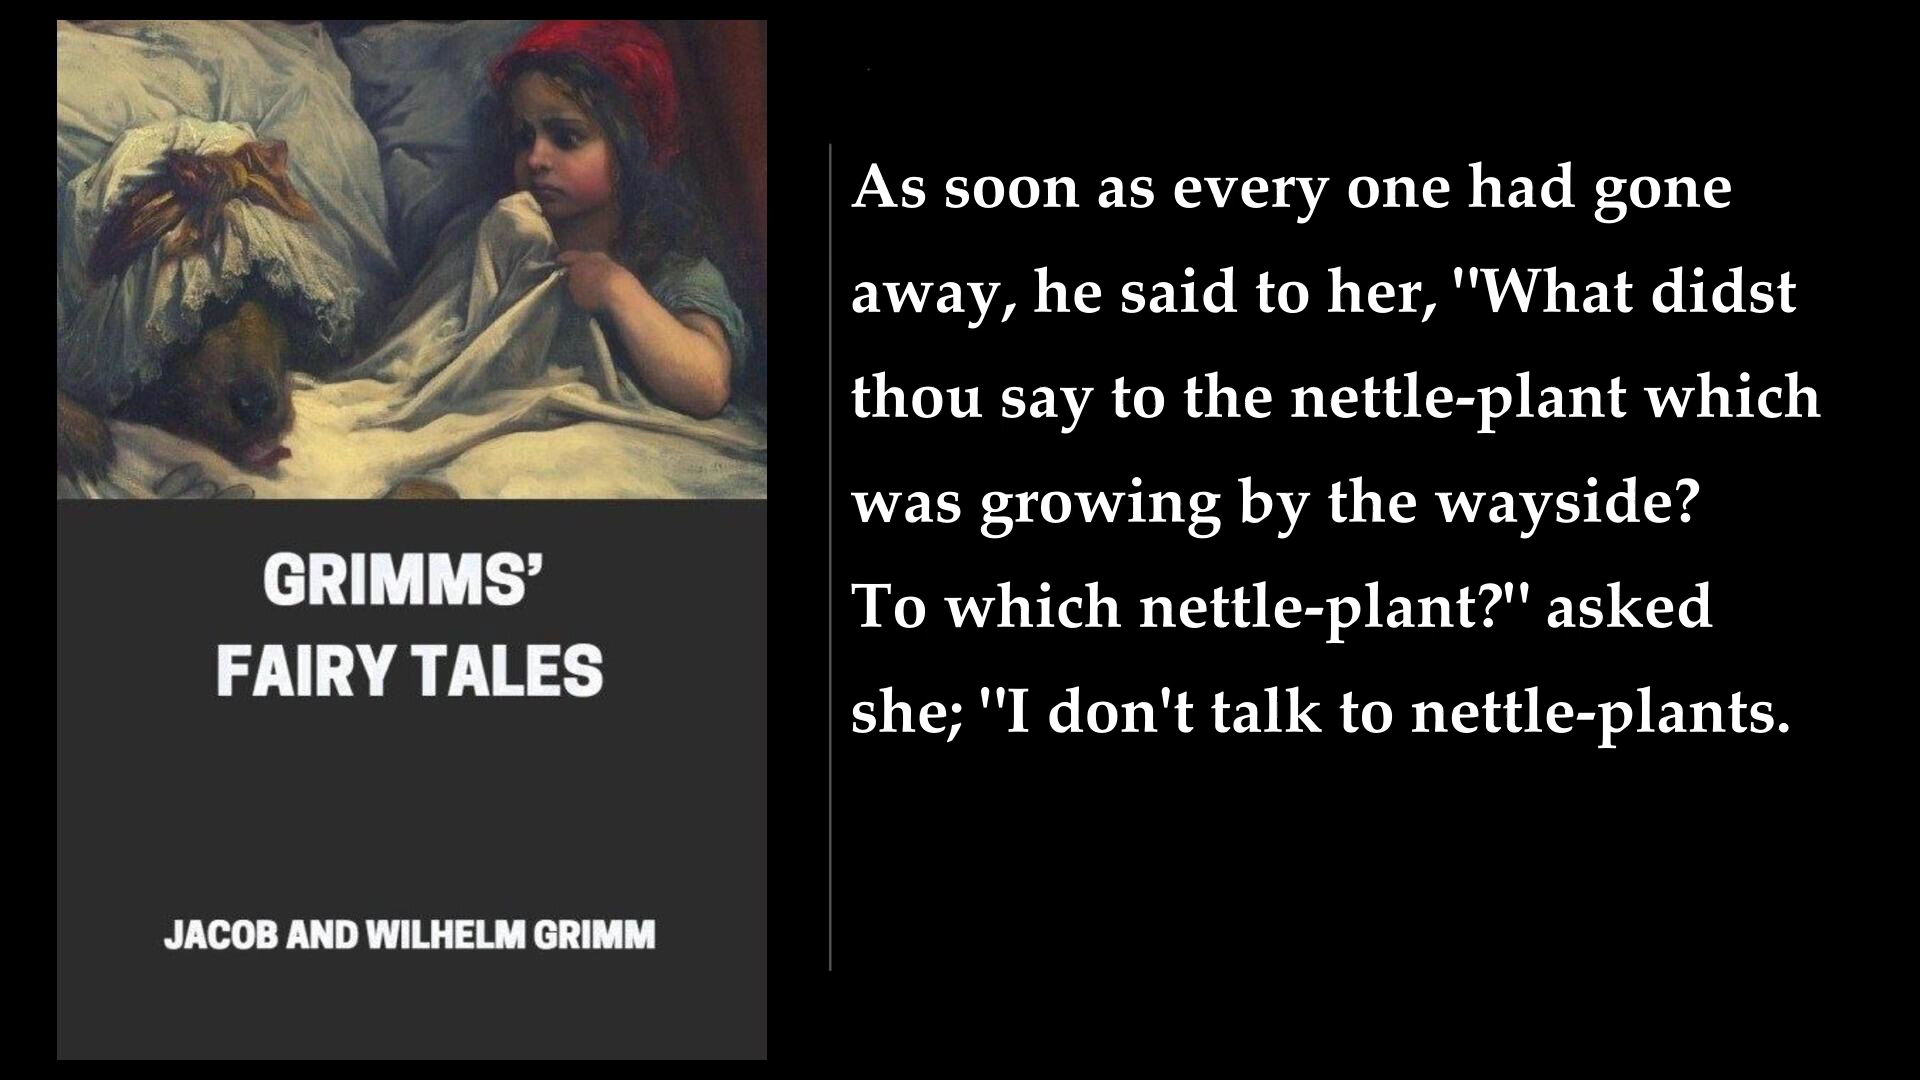 GRIMMS’
FAIRY TALES
JACOB AND WILHELM GRIMM
As soon as every one had gone
away, he said to her, "What didst
thou say to the nettle-plant which
was growing by the wayside?
To which nettle-plant?" asked
she; "I don't talk to nettle-plants.